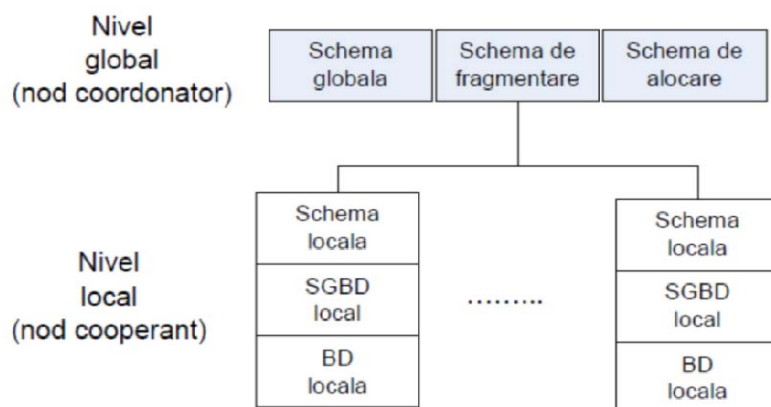 Nivel
global
(nod coordonator)
Schema
globala
Schema de
fragmentare
Schema de
alocare
Nivel
local
(nod cooperant)
Schema
locala
SGBD
local
BD
locala
.........
Schema
locala
SGBD
local
BD
locala